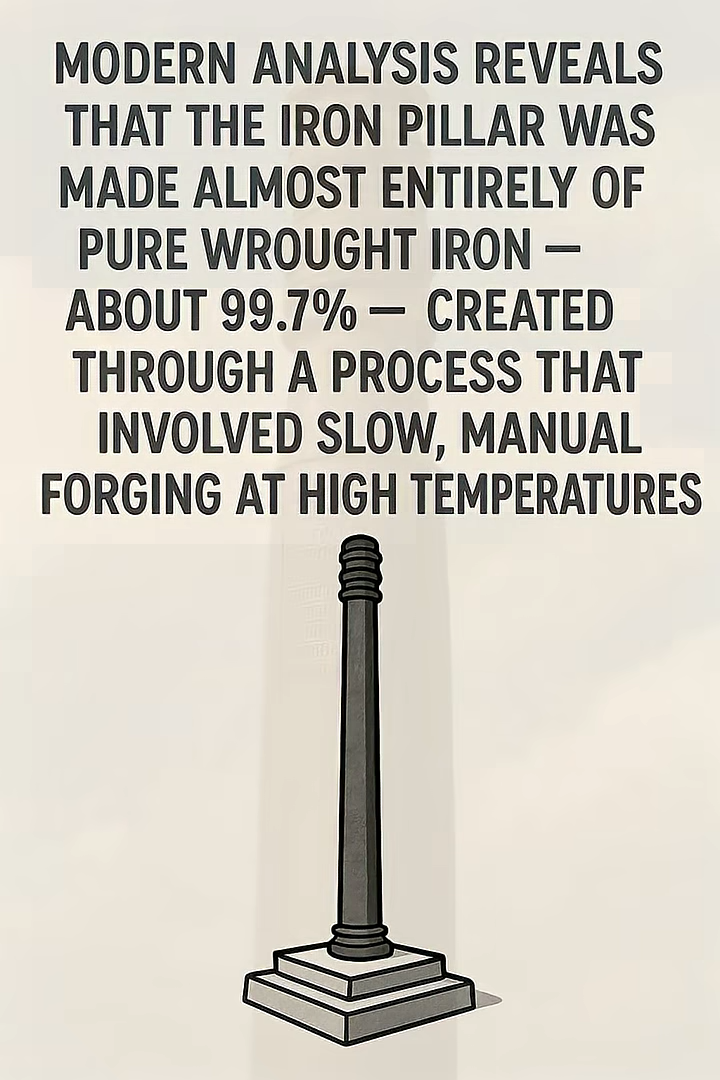 MODERN ANALYSIS REVEALS
THAT THE IRON PILLAR WAS
MADE ALMOST ENTIRELY OF
PURE WROUGHT IRON —
ABOUT 99.7% — CREATED
THROUGH A PROCESS THAT
INVOLVED SLOW, MANUAL
FORGING AT HIGH TEMPERATURES